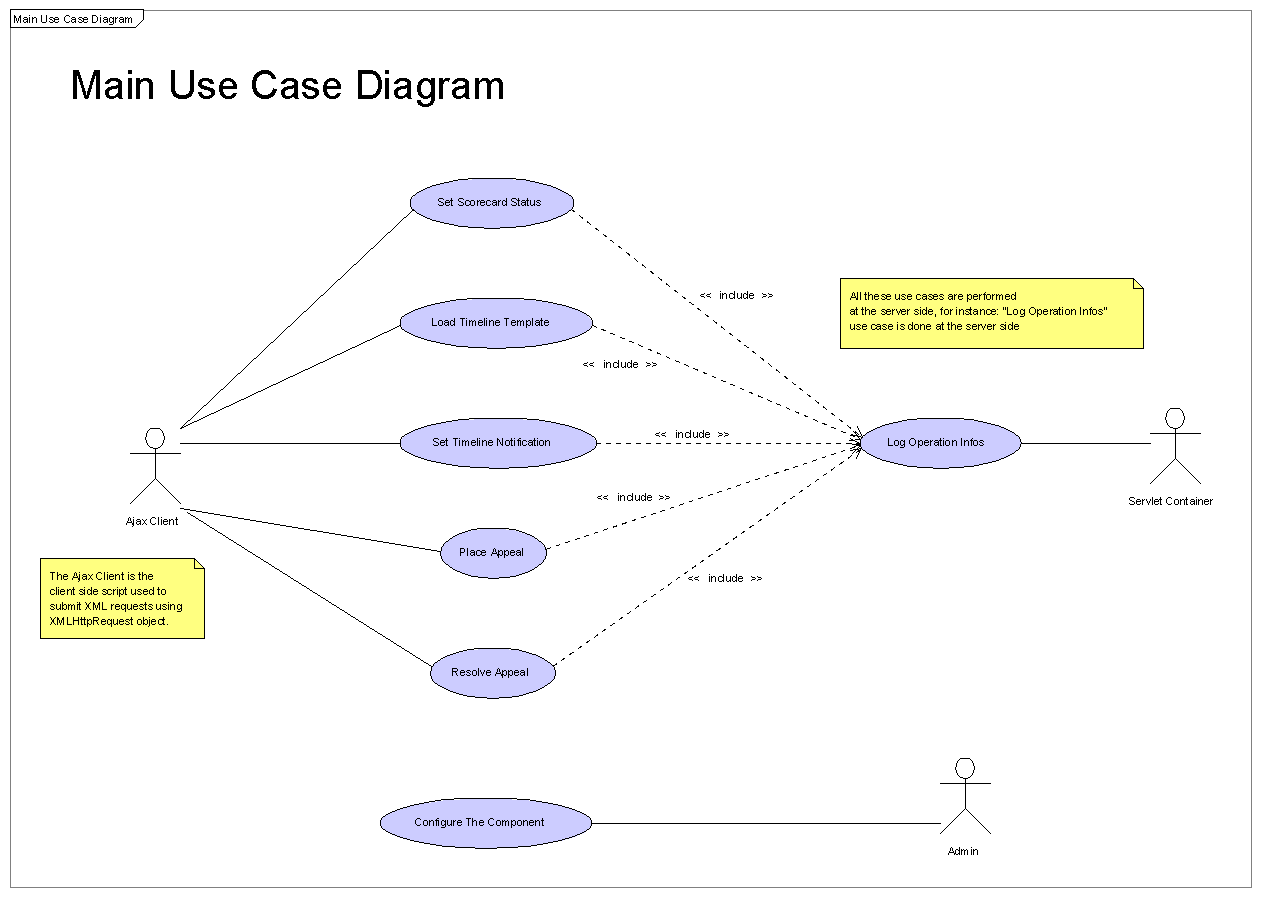 Main Use Case Diagram
Main Use Case Diagram
Set Scorecard Status
<< include >>
All these use cases are performed
at the server side, for instance: "Log Operation Infos"
use case is done at the server side
Load Timeline Template
<< include >>
Set Timeline Notification
<< include >>
Log Operation Infos
Servlet Container
<< include >>
Ajax Client
Place Appeal
The Ajax Client is the
client side script used to
submit XML requests using
XMLHttpRequest object.
<< include >>
Resolve Appeal
Configure The Component
Admin